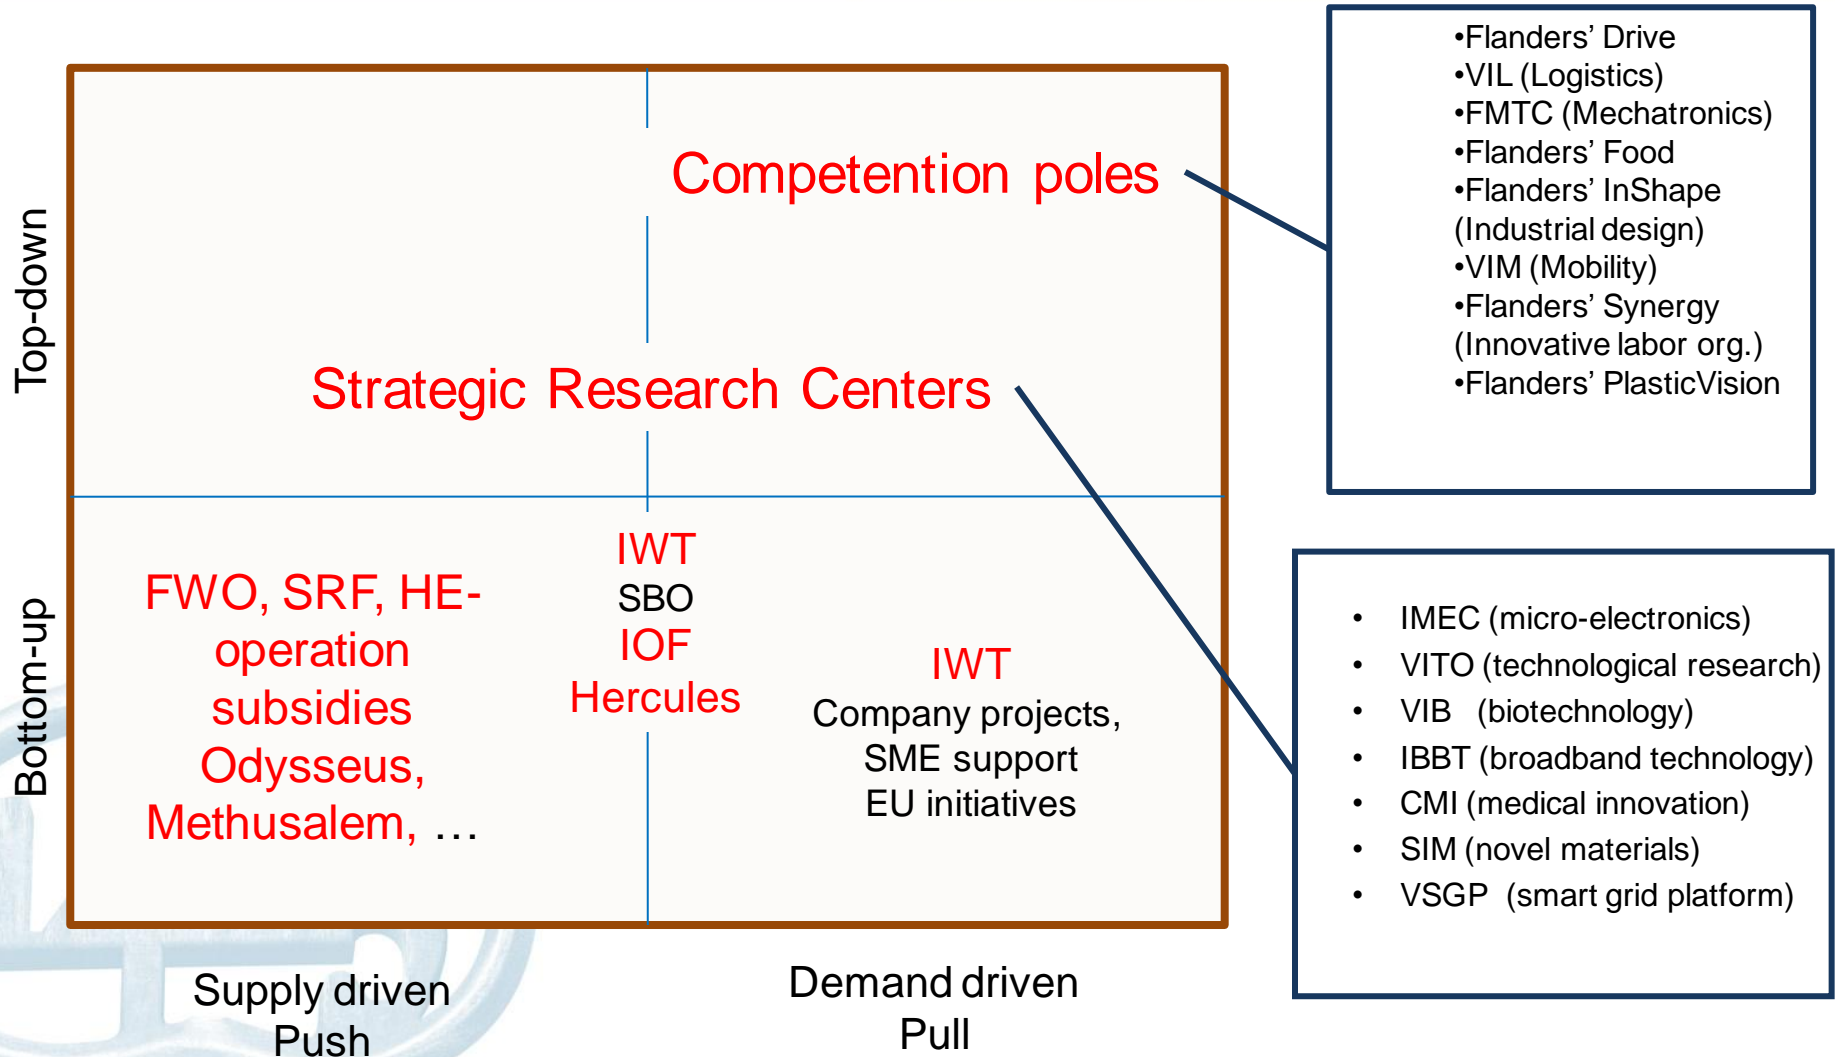 Top-down
Bottom-up
Competention poles
Strategic Research Centers
FWO, SRF, HE-
operation
subsidies
Odysseus,
Methusalem, …
IWT
SBO
IOF
Hercules
IWT
Company projects,
SME support
EU initiatives
Supply driven
Push
Demand driven
Pull
•Flanders’ Drive
•VIL (Logistics)
•FMTC (Mechatronics)
•Flanders’ Food
•Flanders’ InShape
(Industrial design)
•VIM (Mobility)
•Flanders’ Synergy
(Innovative labor org.)
•Flanders’ PlasticVision
• IMEC (micro-electronics)
• VITO (technological research)
• VIB (biotechnology)
• IBBT (broadband technology)
• CMI (medical innovation)
• SIM (novel materials)
• VSGP (smart grid platform)